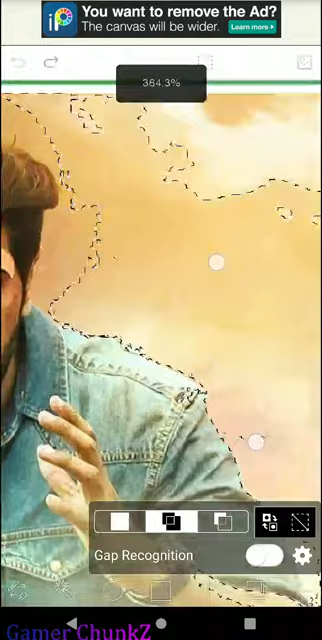 You want to remove the Ad?
The canvas will be wider.
Learn more ▸
364.3%
Gap Recognition
Gamer ChunkZ